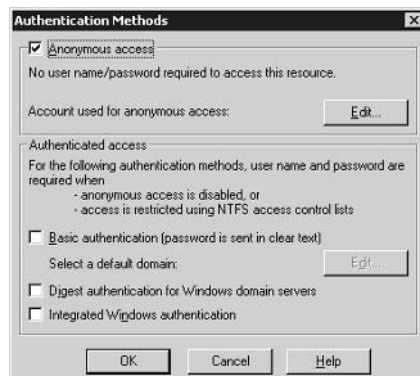 Authentication Methods
Anonymous access
No user name/password required to access this resource.
Account used for anonymous access:
Edit...
Authenticated access
For the following authentication methods, user name and password are
required when
- anonymous access is disabled, or
- access is restricted using NTFS access control lists
Basic authentication (password is sent in clear text)
Select a default domain:
Edit...
Digest authentication for Windows domain servers
Integrated Windows authentication
OK
Cancel
Help